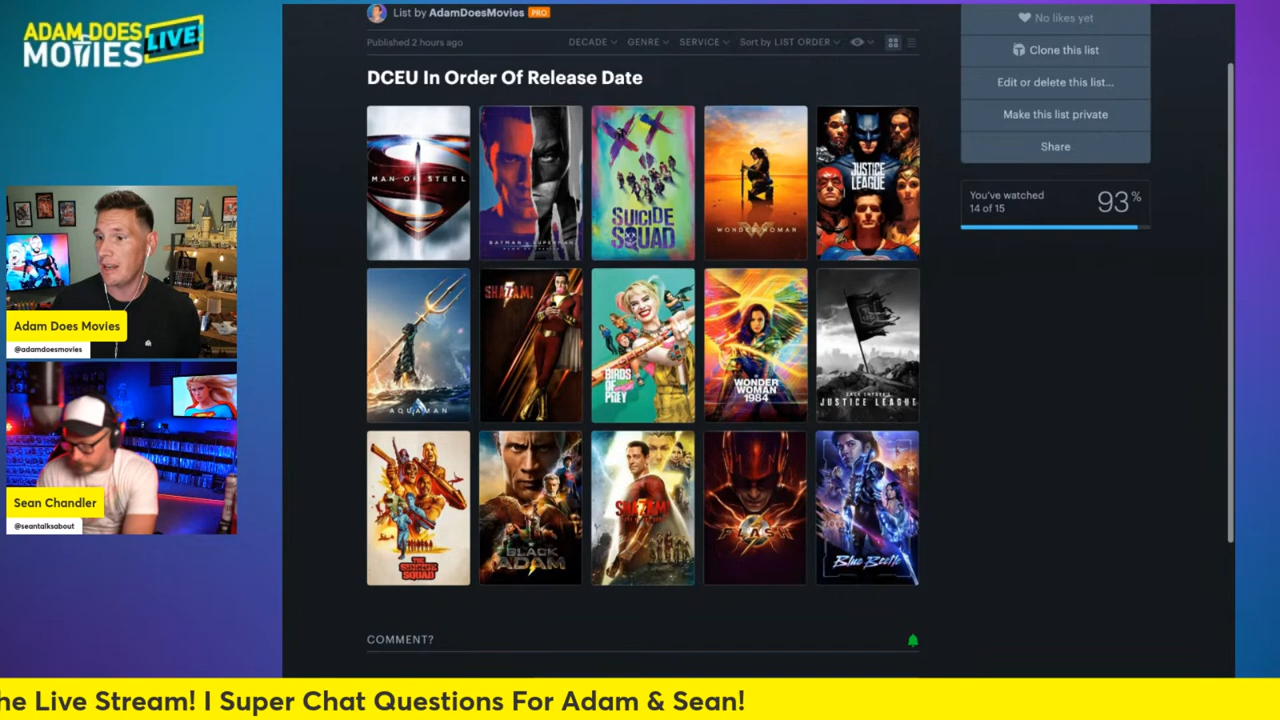 ADAM DOES
MOVIES LIVE!
List by AdamDoesMovies PRO
Published 2 hours ago
DECADE
GENRE
SERVICE
Sort by LIST ORDER
DCEU In Order Of Release Date
MAN OF STEEL
BATMAN V SUPERMAN
SUICIDE
SQUAD
WONDER WOMAN
JUSTICE
LEAGUE
AQUAMAN
SHAZAM!
BIRDS
OF
PREY
WONDER
WOMAN
1984
ZACK SNYDER'S
JUSTICE LEAGUE
THE
SUICIDE
SQUAD
BLACK
ADAM
SHAZAM!
FLASH
Blue Beetle
COMMENT?
No likes yet
Clone this list
Edit or delete this list...
Make this list private
Share
You've watched
14 of 15
93%
Adam Does Movies
@adamdoesmovies
Sean Chandler
@seantalksabout
he Live Stream! I Super Chat Questions For Adam & Sean!